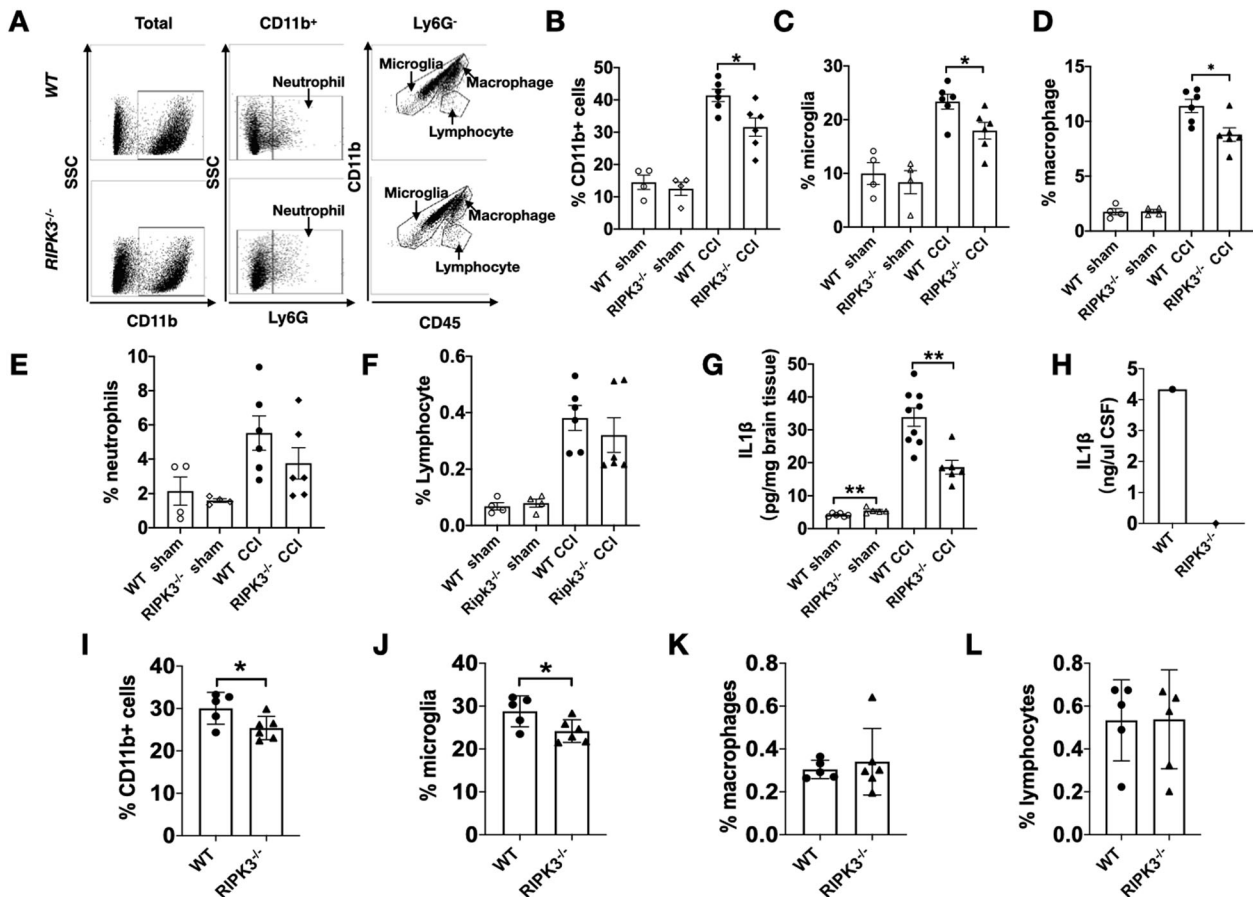 A
Total
CD11b⁺
Ly6G⁻
WT
SSC
SSC
CD11b
Neutrophil
Microglia
Macrophage
Lymphocyte
RIPK3⁻/⁻
SSC
Neutrophil
Microglia
Macrophage
Lymphocyte
CD11b
Ly6G
CD45
B
% CD11b+ cells
50
40
30
20
10
0
*
WT sham
RIPK3⁻/⁻ sham
WT CCI
RIPK3⁻/⁻ CCI
C
% microglia
40
30
20
10
0
*
WT sham
RIPK3⁻/⁻ sham
WT CCI
RIPK3⁻/⁻ CCI
D
% macrophage
15
10
5
0
*
WT sham
RIPK3⁻/⁻ sham
WT CCI
RIPK3⁻/⁻ CCI
E
% neutrophils
10
8
6
4
2
0
WT sham
RIPK3⁻/⁻ sham
WT CCI
RIPK3⁻/⁻ CCI
F
% Lymphocyte
0.6
0.4
0.2
0.0
WT sham
Ripk3⁻/⁻ sham
WT CCI
Ripk3⁻/⁻ CCI
G
IL1β
(pg/mg brain tissue)
50
40
30
20
10
0
**
**
WT sham
RIPK3⁻/⁻ sham
WT CCI
RIPK3⁻/⁻ CCI
H
IL1β
(ng/ul CSF)
5
4
3
2
1
0
WT
RIPK3⁻/⁻
I
% CD11b+ cells
40
30
20
10
0
*
WT
RIPK3⁻/⁻
J
% microglia
40
30
20
10
0
*
WT
RIPK3⁻/⁻
K
% macrophages
0.8
0.6
0.4
0.2
0.0
WT
RIPK3⁻/⁻
L
% lymphocytes
1.0
0.8
0.6
0.4
0.2
0.0
WT
RIPK3⁻/⁻